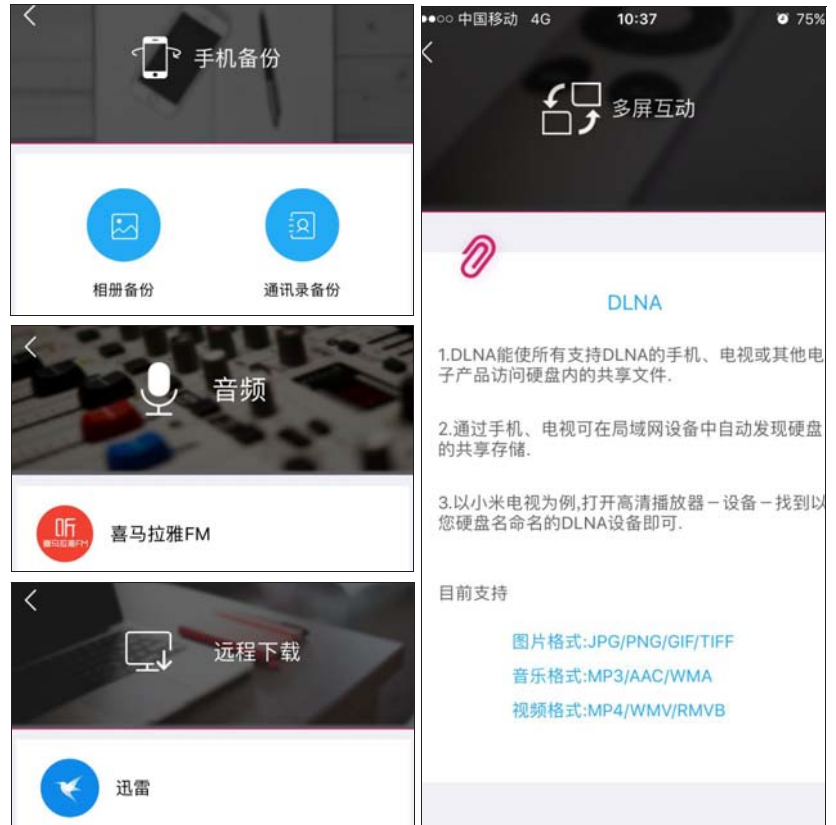 手机备份
相册备份
通讯录备份
音频
听
喜马拉雅FM
喜马拉雅FM
远程下载
迅雷
中国移动 4G 10:37 75%
多屏互动
DLNA
1.DLNA能使所有支持DLNA的手机、电视或其他电
子产品访问硬盘内的共享文件.
2.通过手机、电视可在局域网设备中自动发现硬盘
的共享存储.
3.以小米电视为例,打开高清播放器－设备－找到以
您硬盘名命名的DLNA设备即可.
目前支持
图片格式:JPG/PNG/GIF/TIFF
音乐格式:MP3/AAC/WMA
视频格式:MP4/WMV/RMVB